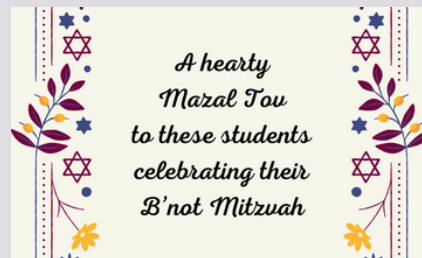 A hearty
Mazal Tov
to these students
celebrating their
B'not Mitzvah